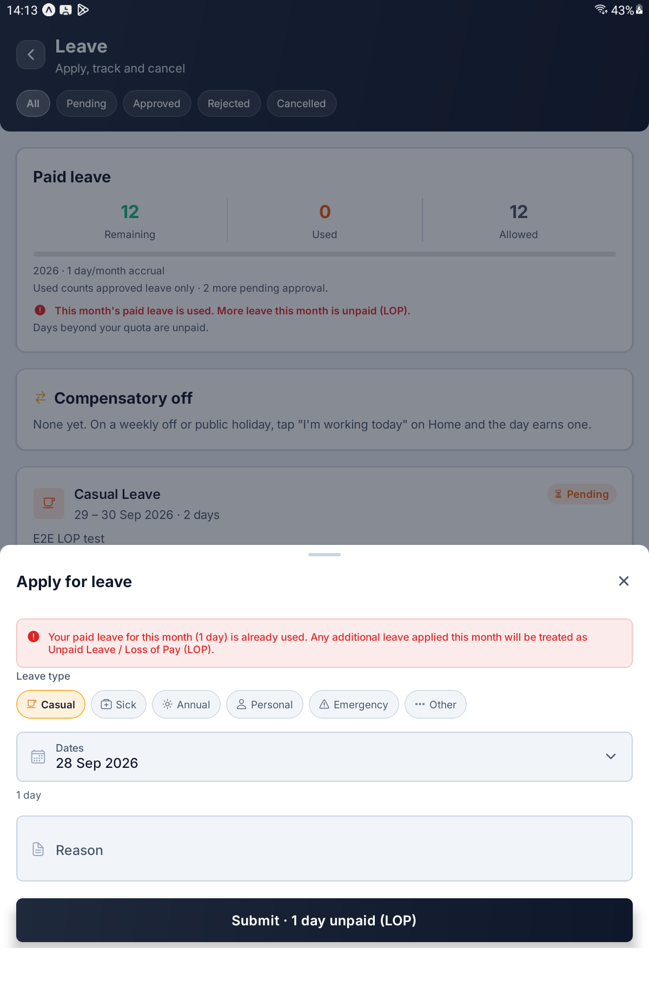 14:13
43%
Leave
Apply, track and cancel
All
Pending
Approved
Rejected
Cancelled
Paid leave
12
0
12
Remaining
Used
Allowed
2026 · 1 day/month accrual
Used counts approved leave only · 2 more pending approval.
This month's paid leave is used. More leave this month is unpaid (LOP).
Days beyond your quota are unpaid.
Compensatory off
None yet. On a weekly off or public holiday, tap "I'm working today" on Home and the day earns one.
Casual Leave
Pending
29 – 30 Sep 2026 · 2 days
E2E LOP test
Apply for leave
Your paid leave for this month (1 day) is already used. Any additional leave applied this month will be treated as
Unpaid Leave / Loss of Pay (LOP).
Leave type
Casual
Sick
Annual
Personal
Emergency
Other
Dates
28 Sep 2026
1 day
Reason
Submit · 1 day unpaid (LOP)